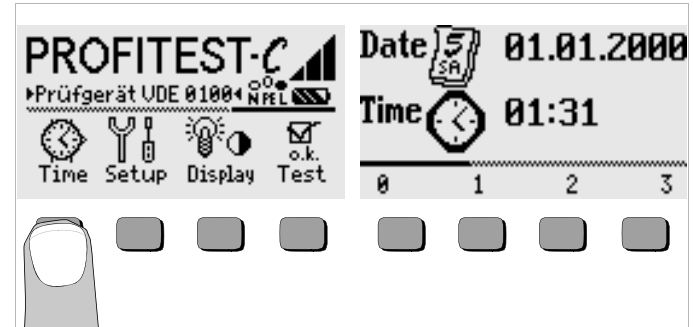 PROFITEST-C
▸Prüfgerät VDE 0100◂ N PE L
o.k.
Time Setup Display Test
Date 5 SA 01.01.2000
Time 01:31
0 1 2 3